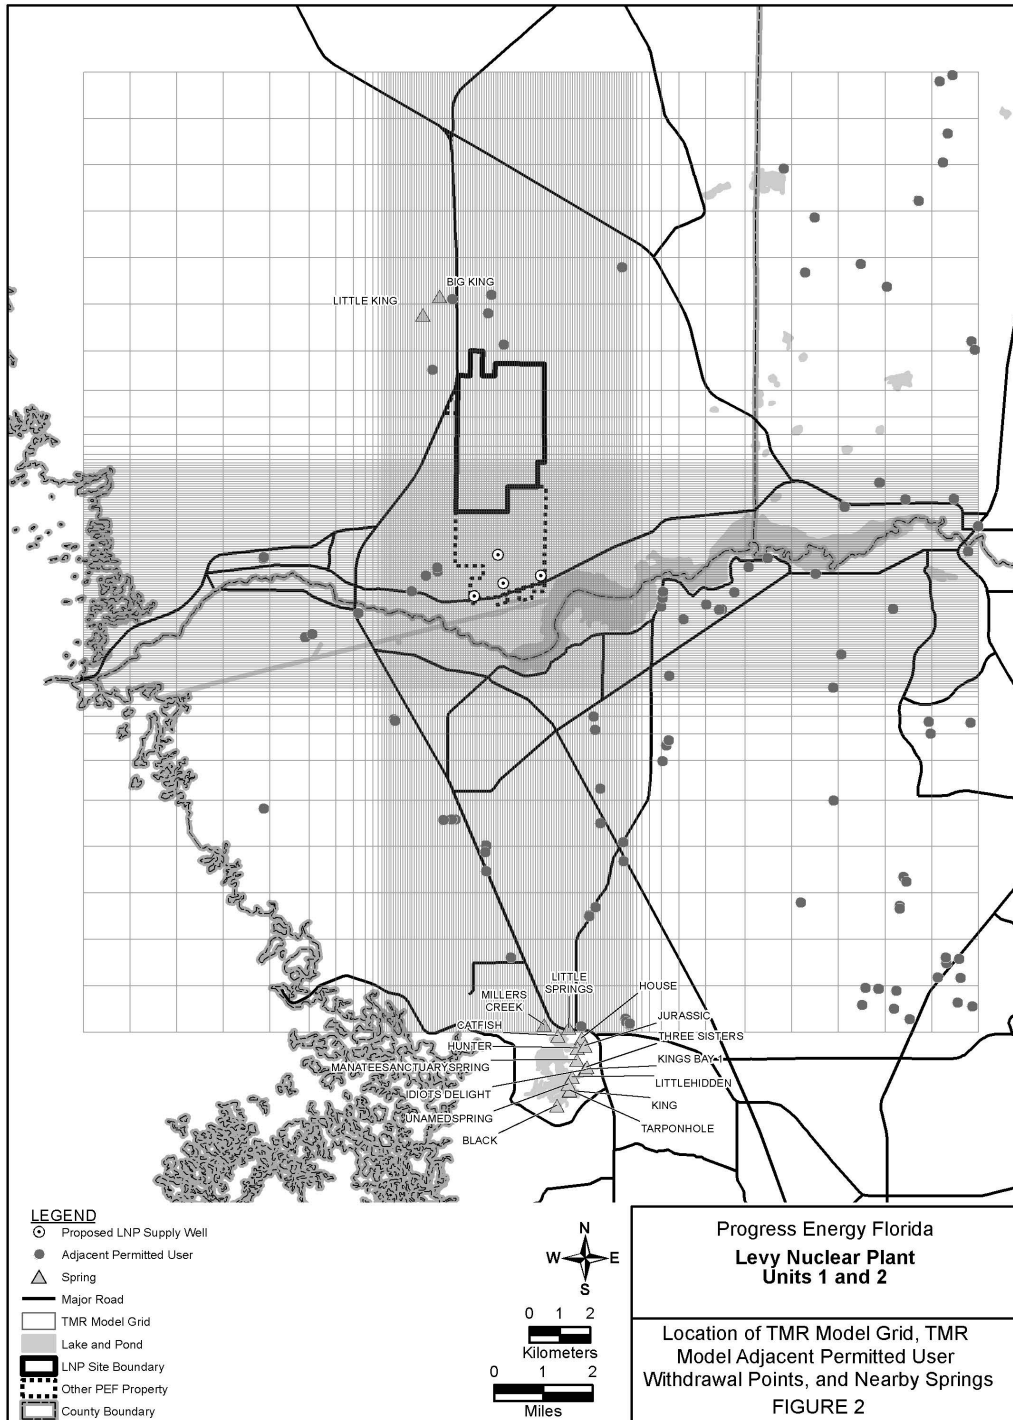 BIG KING
LITTLE KING
LITTLE
SPRINGS
HOUSE
MILLERS
CREEK
JURASSIC
CATFISH
THREE SISTERS
HUNTER
KINGS BAY 1
MANATEESANCTUARYSPRING
LITTLEHIDDEN
IDIOTS DELIGHT
KING
UNAMEDSPRING
TARPONHOLE
BLACK
LEGEND
Proposed LNP Supply Well
Adjacent Permitted User
Spring
Major Road
TMR Model Grid
Lake and Pond
LNP Site Boundary
Other PEF Property
County Boundary
N
W E
S
0 1 2
Kilometers
0 1 2
Miles
Progress Energy Florida
Levy Nuclear Plant
Units 1 and 2
Location of TMR Model Grid, TMR
Model Adjacent Permitted User
Withdrawal Points, and Nearby Springs
FIGURE 2